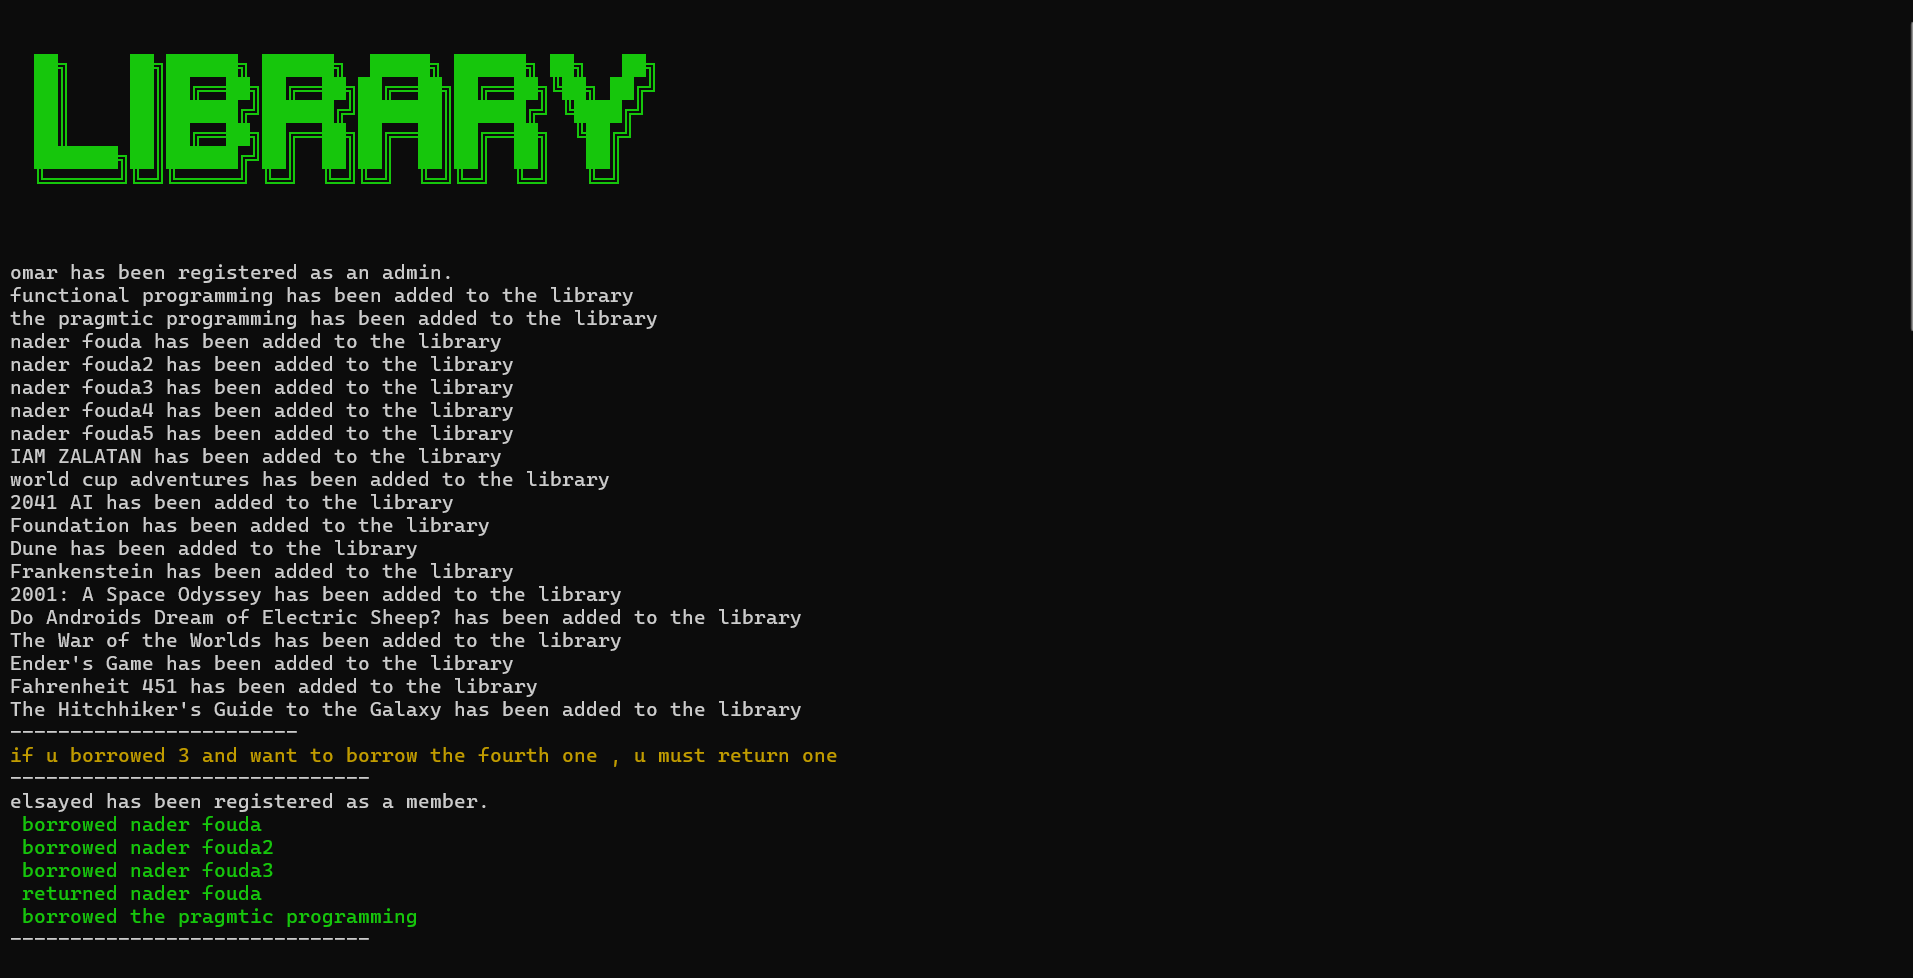 LIBRARY
omar has been registered as an admin.
functional programming has been added to the library
the pragmtic programming has been added to the library
nader fouda has been added to the library
nader fouda2 has been added to the library
nader fouda3 has been added to the library
nader fouda4 has been added to the library
nader fouda5 has been added to the library
IAM ZALATAN has been added to the library
world cup adventures has been added to the library
2041 AI has been added to the library
Foundation has been added to the library
Dune has been added to the library
Frankenstein has been added to the library
2001: A Space Odyssey has been added to the library
Do Androids Dream of Electric Sheep? has been added to the library
The War of the Worlds has been added to the library
Ender's Game has been added to the library
Fahrenheit 451 has been added to the library
The Hitchhiker's Guide to the Galaxy has been added to the library
------------------------
if u borrowed 3 and want to borrow the fourth one , u must return one
------------------------------
elsayed has been registered as a member.
borrowed nader fouda
borrowed nader fouda2
borrowed nader fouda3
returned nader fouda
borrowed the pragmtic programming
------------------------------